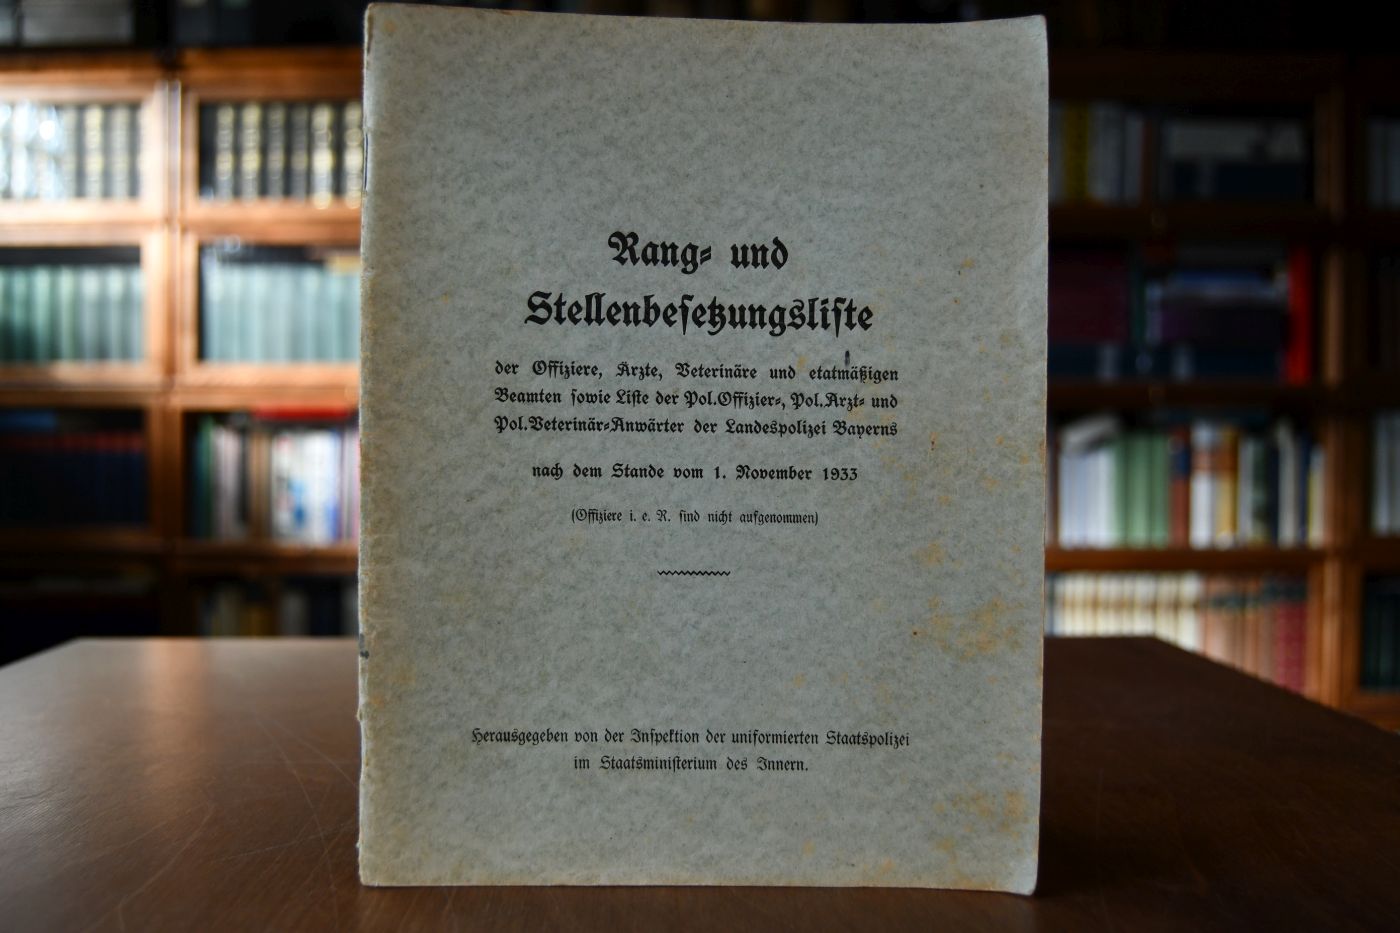 Rang- und
Stellenbesetzungsliste
der Offiziere, Ärzte, Veterinäre und etatmäßigen
Beamten sowie Liste der Pol.Offizier-, Pol.Arzt- und
Pol.Veterinär-Anwärter der Landespolizei Bayerns
nach dem Stande vom 1. November 1933
(Offiziere i. e. R. sind nicht aufgenommen)
Herausgegeben von der Inspektion der uniformierten Staatspolizei
im Staatsministerium des Innern.